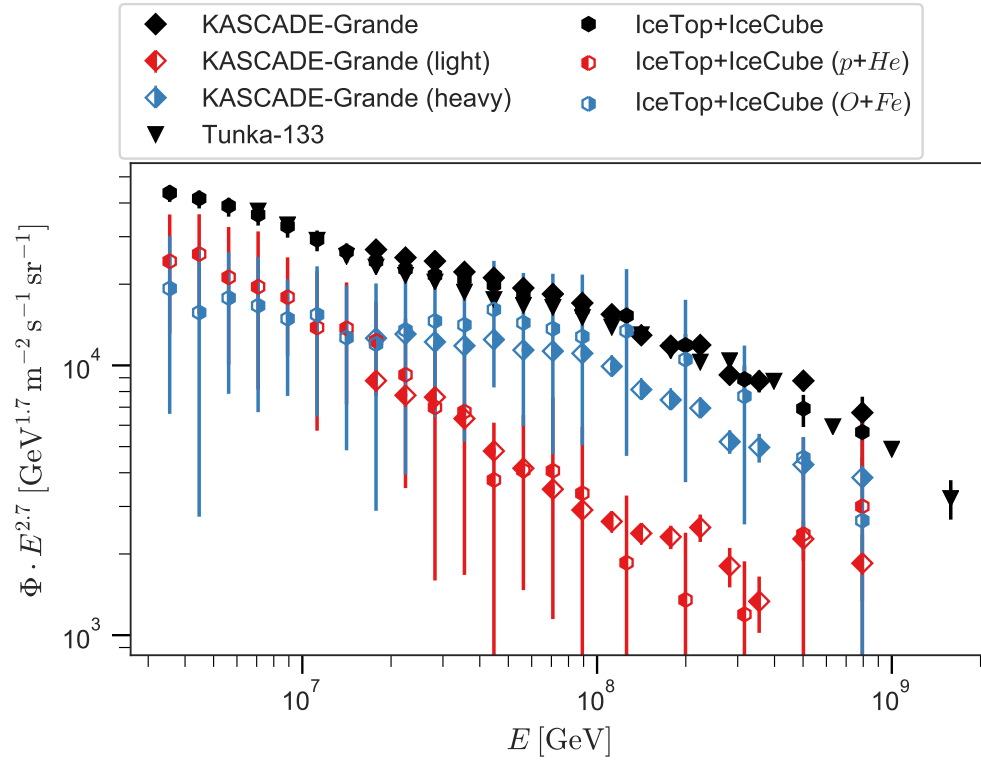 KASCADE-Grande
KASCADE-Grande (light)
KASCADE-Grande (heavy)
Tunka-133
IceTop+IceCube
IceTop+IceCube (p+He)
IceTop+IceCube (O+Fe)
Φ · E^2.7 [GeV^1.7 m^−2 s^−1 sr^−1]
10^4
10^3
10^7
10^8
10^9
E [GeV]